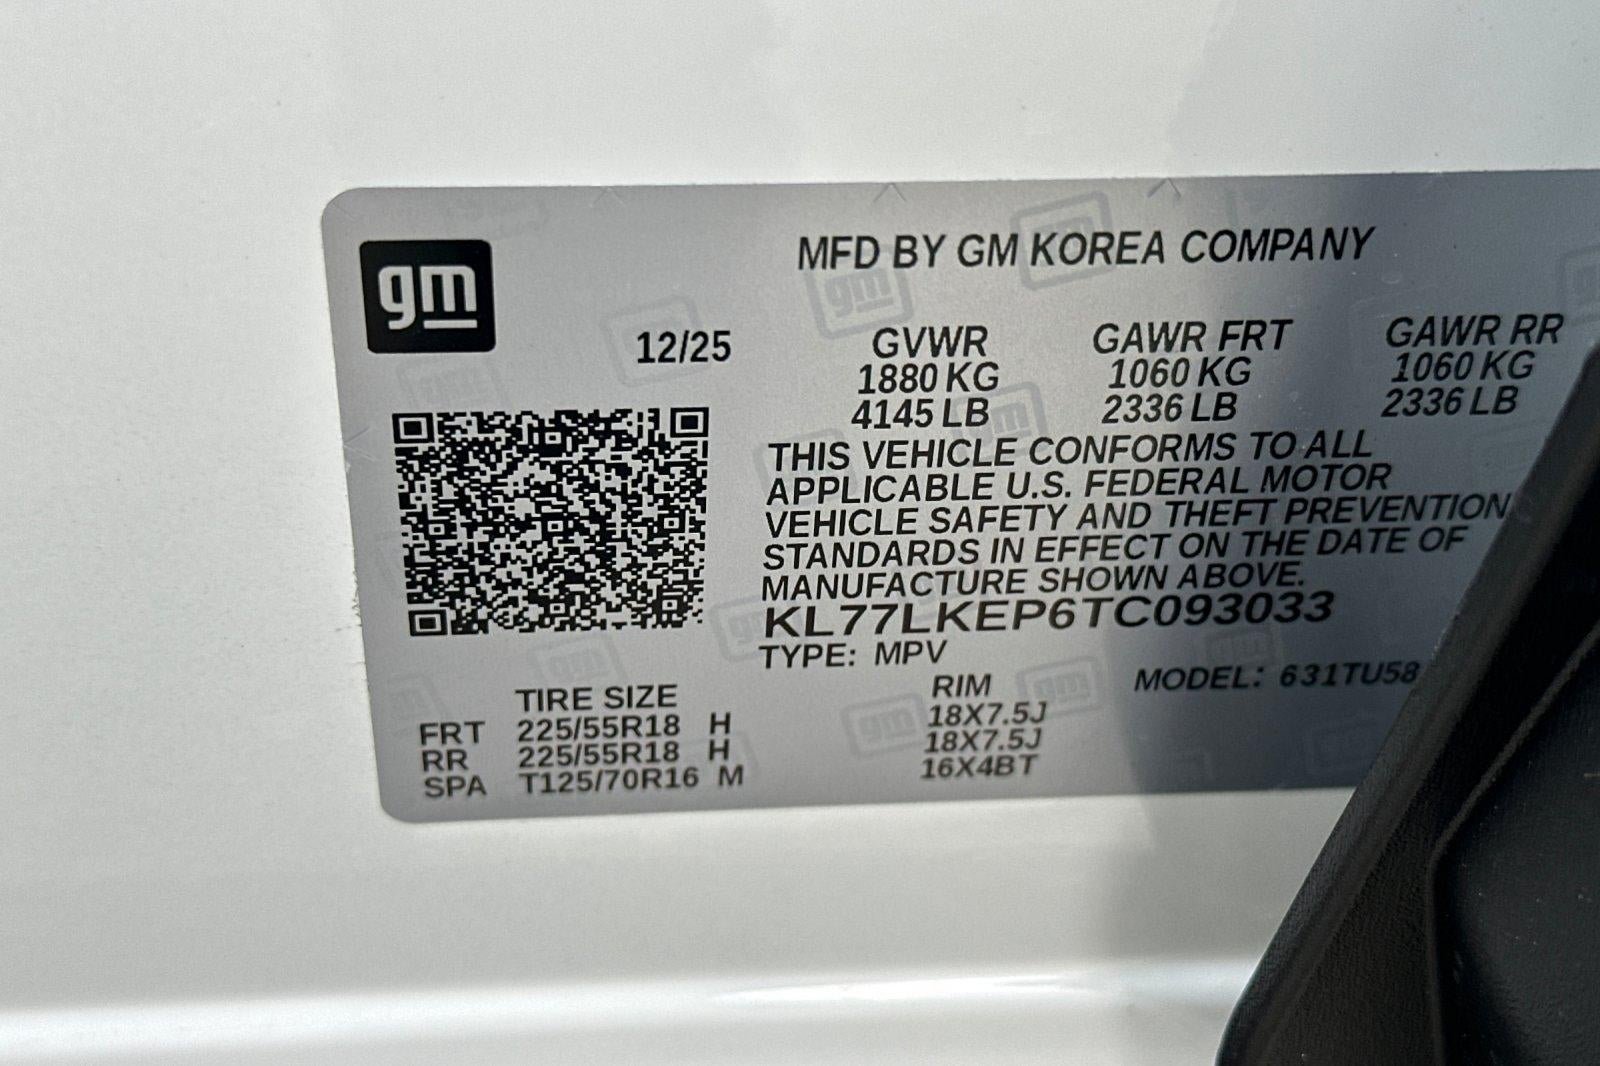 gm
MFD BY GM KOREA COMPANY
12/25
GVWR GAWR FRT GAWR RR
1880 KG 1060 KG 1060 KG
4145 LB 2336 LB 2336 LB
THIS VEHICLE CONFORMS TO ALL
APPLICABLE U.S. FEDERAL MOTOR
VEHICLE SAFETY AND THEFT PREVENTION
STANDARDS IN EFFECT ON THE DATE OF
MANUFACTURE SHOWN ABOVE.
KL77LKEP6TC093033
TYPE: MPV
MODEL: 631TU58
TIRE SIZE RIM
FRT 225/55R18 H 18X7.5J
RR 225/55R18 H 18X7.5J
SPA T125/70R16 M 16X4BT